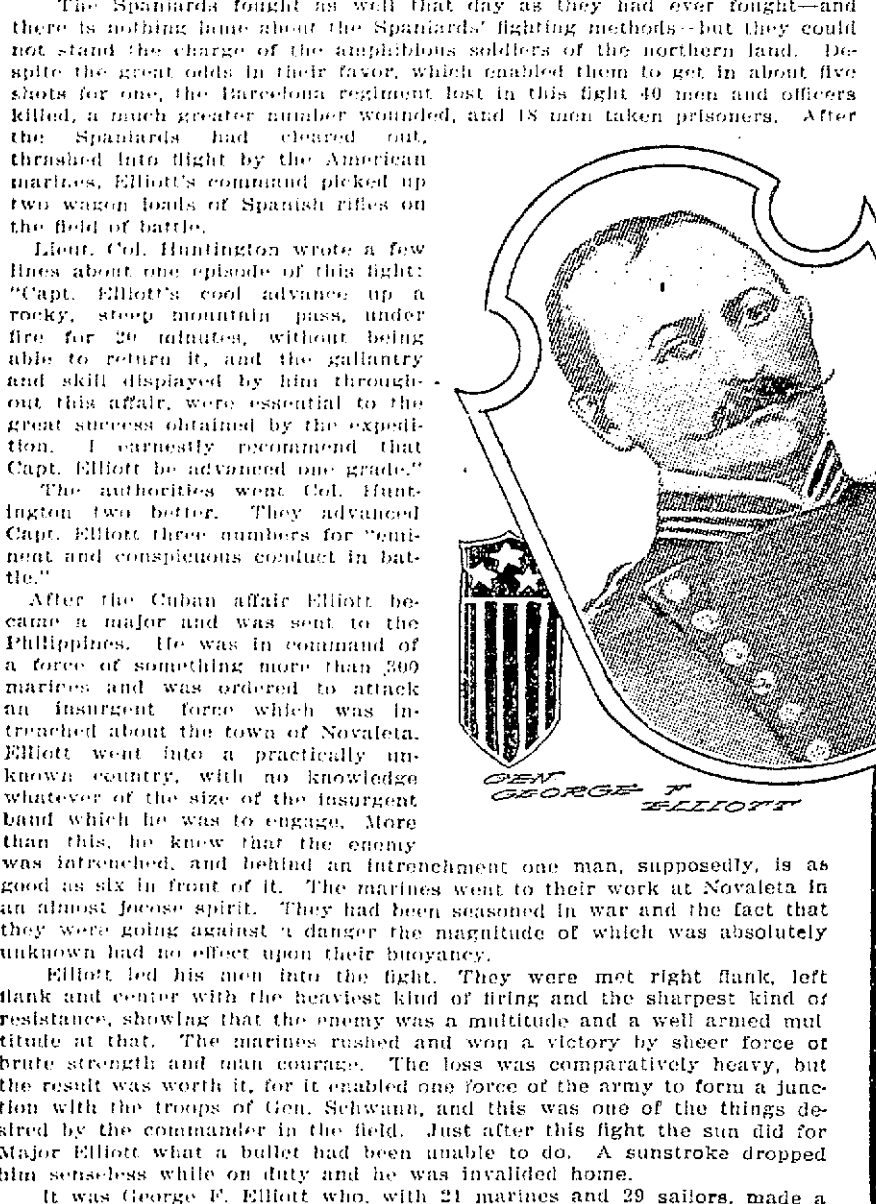 The Spaniards fought as well that day as they had ever fought—and
there is nothing lame about the Spaniards' fighting methods—but they could
not stand the charge of the amphibious soldiers of the northern land. De-
spite the great odds in their favor, which enabled them to get in about five
shots for one, the Barcelona regiment lost in this fight 40 men and officers
killed, a much greater number wounded, and 18 men taken prisoners. After
the Spaniards had cleared out,
thrashed into flight by the American
marines, Elliott's command picked up
two wagon loads of Spanish rifles on
the field of battle.
Lieut. Col. Huntington wrote a few
lines about one episode of this fight:
"Capt. Elliott's cool advance up a
rocky, steep mountain pass, under
fire for 20 minutes, without being
able to return it, and the gallantry
and skill displayed by him through-
out this affair, were essential to the
great success obtained by the expedi-
tion. I earnestly recommend that
Capt. Elliott be advanced one grade."
The authorities went Col. Hunt-
ington two better. They advanced
Capt. Elliott three numbers for "emi-
nent and conspicuous conduct in bat-
tle."
After the Cuban affair Elliott be-
came a major and was sent to the
Philippines. He was in command of
a force of something more than 300
marines and was ordered to attack
an insurgent force which was in-
trenched about the town of Novaleta.
Elliott went into a practically un-
known country, with no knowledge
whatever of the size of the insurgent
band which he was to engage. More
than this, he knew that the enemy
was intrenched, and behind an intrenchment one man, supposedly, is as
good as six in front of it. The marines went to their work at Novaleta in
an almost jocose spirit. They had been seasoned in war and the fact that
they were going against a danger the magnitude of which was absolutely
unknown had no effect upon their buoyancy.
Elliott led his men into the fight. They were met right flank, left
flank and center with the heaviest kind of firing and the sharpest kind of
resistance, showing that the enemy was a multitude and a well armed mul
titude at that. The marines rushed and won a victory by sheer force of
brute strength and man courage. The loss was comparatively heavy, but
the result was worth it, for it enabled one force of the army to form a junc-
tion with the troops of Gen. Schwann, and this was one of the things de-
sired by the commander in the field. Just after this fight the sun did for
Major Elliott what a bullet had been unable to do. A sunstroke dropped
him senseless while on duty and he was invalided home.
It was George F. Elliott who, with 21 marines and 29 sailors, made a
GEN
GEORGE F
ELLIOTT